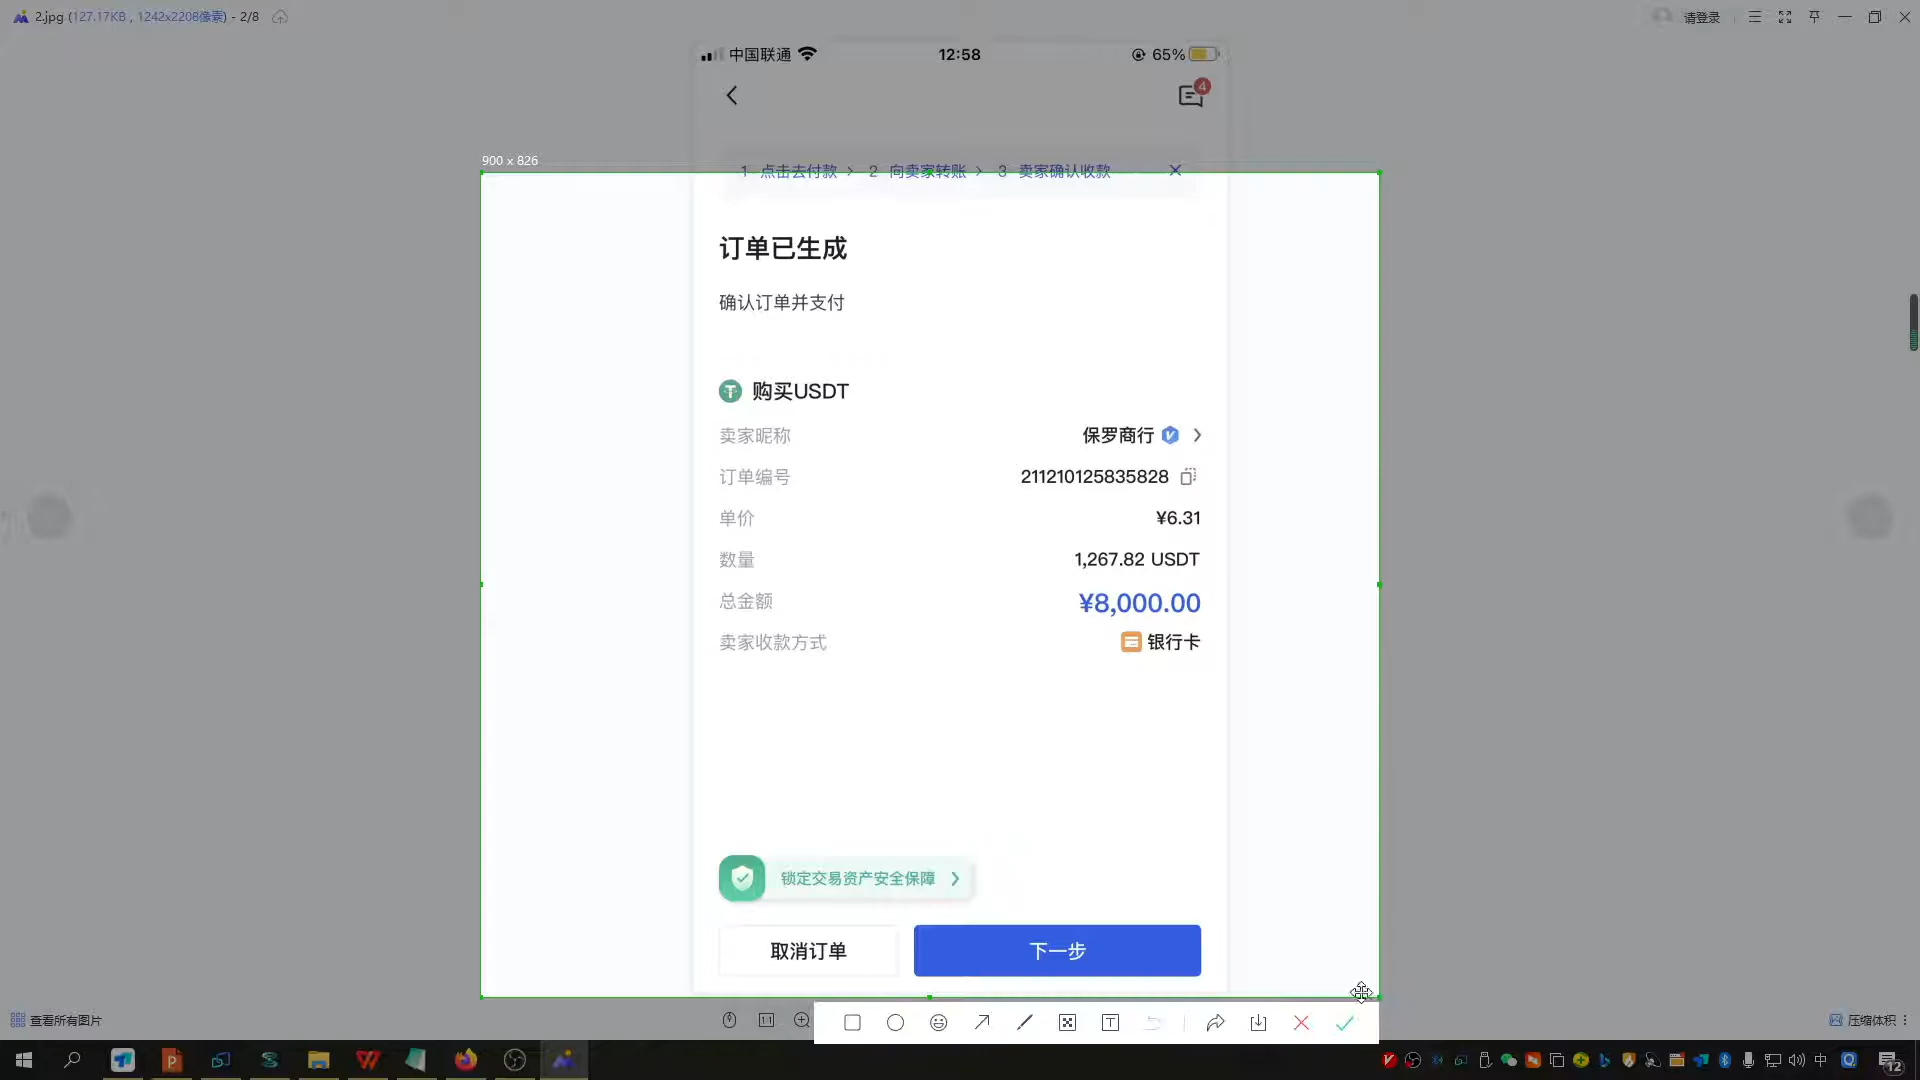 2.jpg (127.17KB , 1242x2208像素) - 2/8
请登录
中国联通
12:58
65%
4
900 x 826
1 点击去付款 > 2 向卖家转账 > 3 卖家确认收款
订单已生成
确认订单并支付
购买USDT
卖家昵称 保罗商行
订单编号 211210125835828
单价 ¥6.31
数量 1,267.82 USDT
总金额 ¥8,000.00
卖家收款方式 银行卡
锁定交易资产安全保障
取消订单
下一步
查看所有图片
1:1
压缩体积
中
12